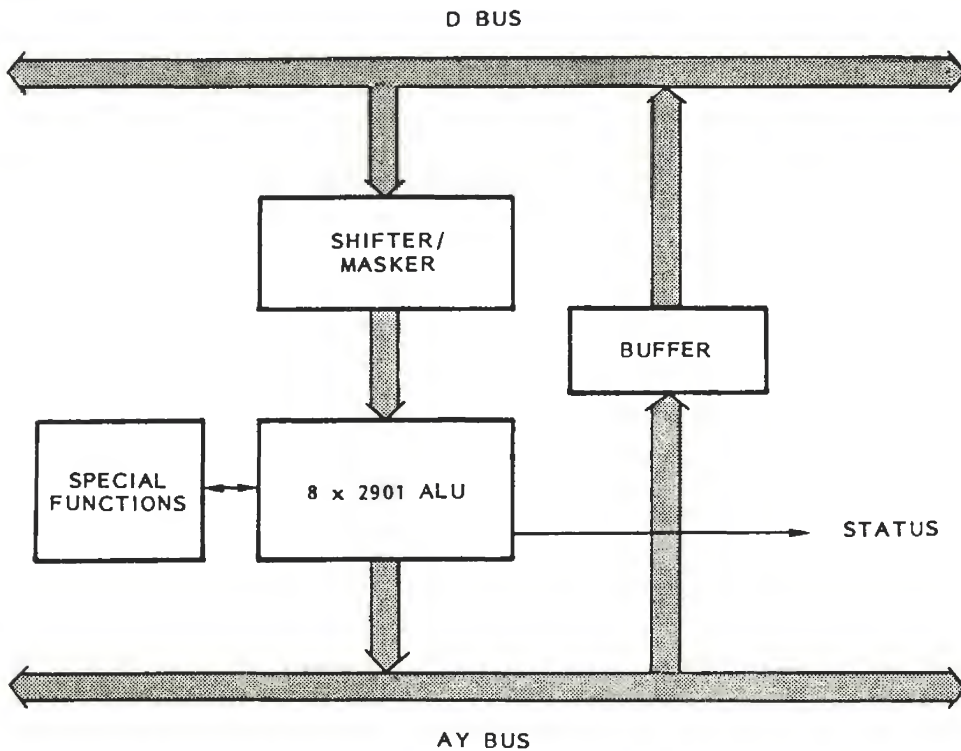 D BUS
SHIFTER/
MASKER
BUFFER
SPECIAL
FUNCTIONS
8 x 2901 ALU
STATUS
AY BUS